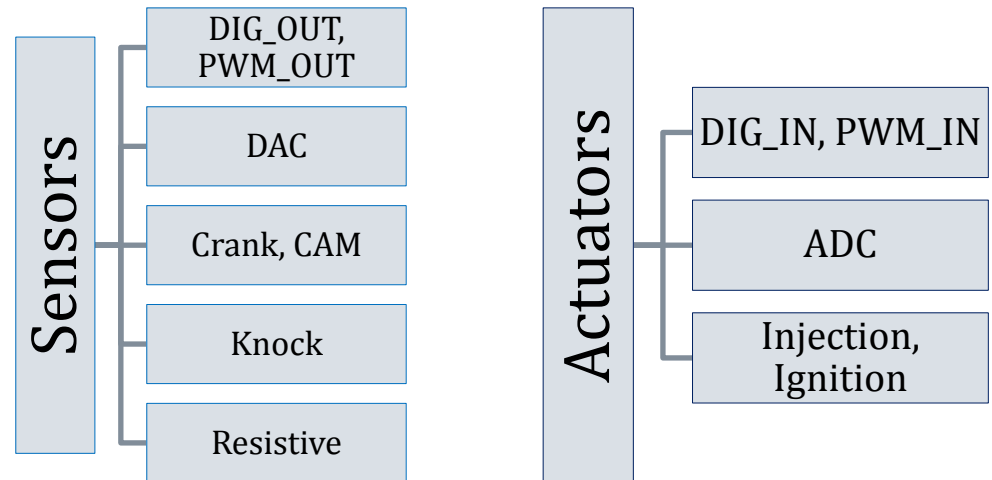 Sensors
DIG_OUT,
PWM_OUT
DAC
Crank, CAM
Knock
Resistive
Actuators
DIG_IN, PWM_IN
ADC
Injection,
Ignition